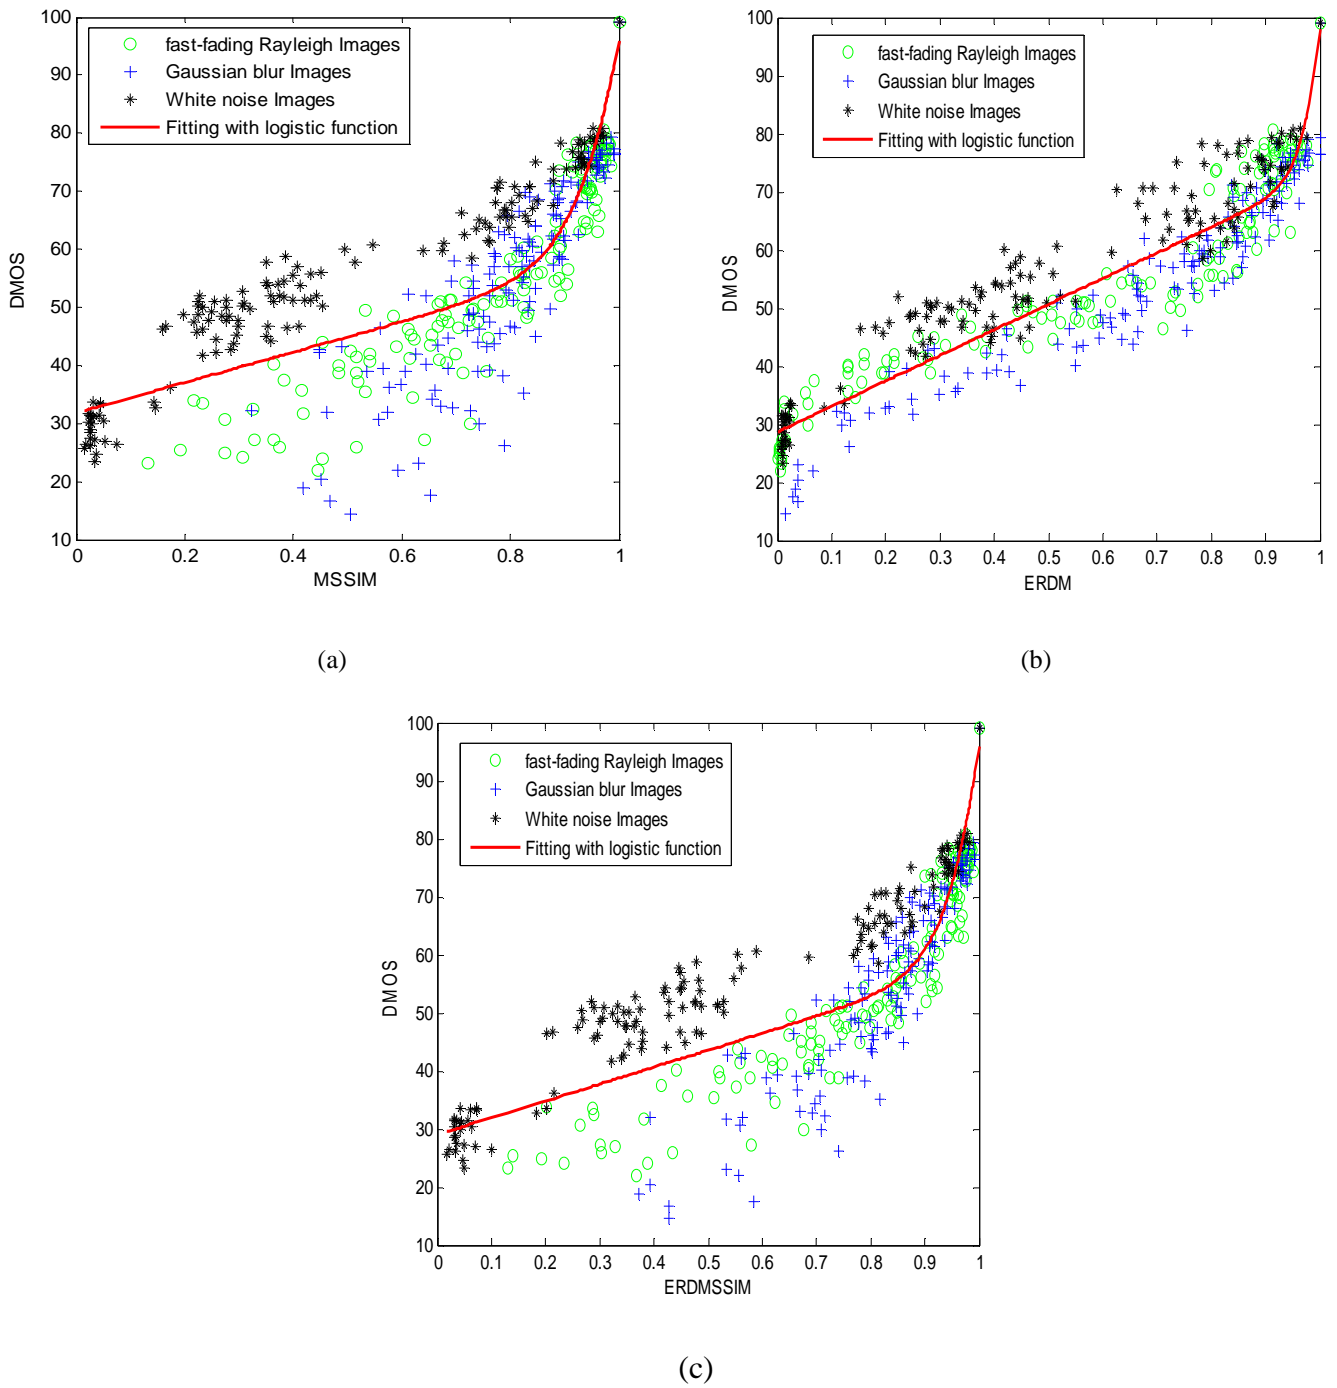 100
90
80
70
60
50
40
30
20
10
DMOS
fast-fading Rayleigh Images
Gaussian blur Images
White noise Images
Fitting with logistic function
0 0.2 0.4 0.6 0.8 1
MSSIM
(a)
100
90
80
70
60
50
40
30
20
10
DMOS
fast-fading Rayleigh Images
Gaussian blur Images
White noise Images
Fitting with logistic function
0 0.1 0.2 0.3 0.4 0.5 0.6 0.7 0.8 0.9 1
ERDM
(b)
100
90
80
70
60
50
40
30
20
10
DMOS
fast-fading Rayleigh Images
Gaussian blur Images
White noise Images
Fitting with logistic function
0 0.1 0.2 0.3 0.4 0.5 0.6 0.7 0.8 0.9 1
ERDMSSIM
(c)